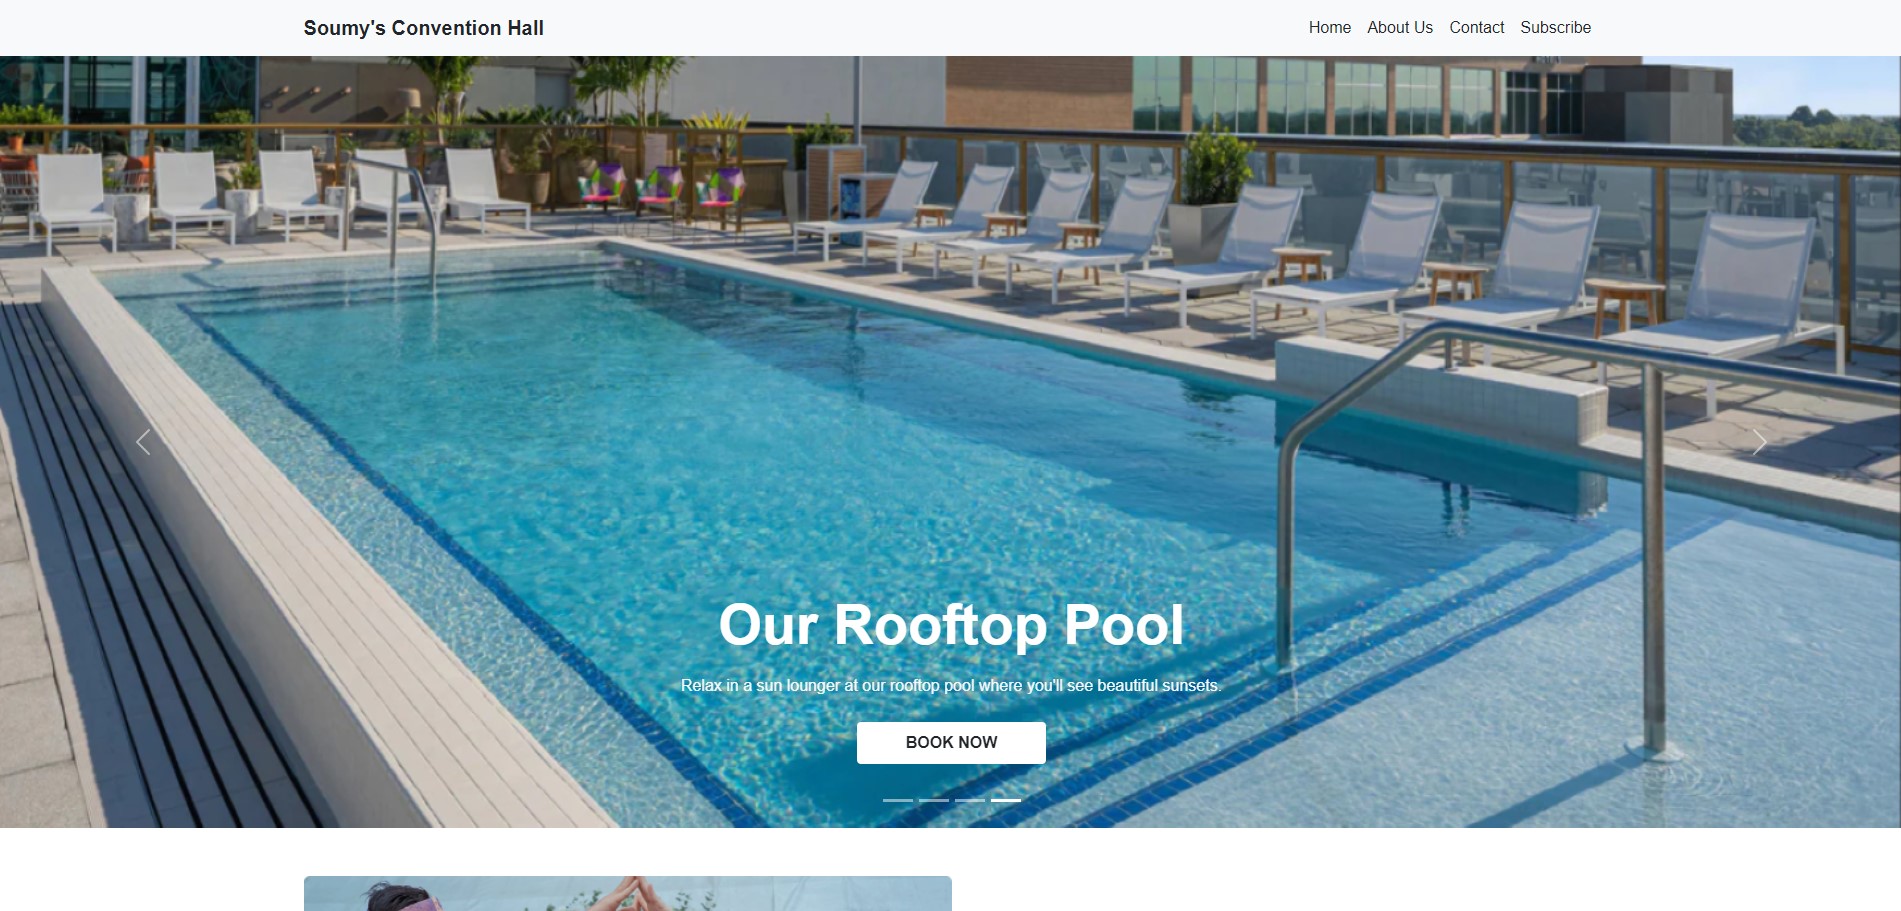 Soumy's Convention Hall
Home About Us Contact Subscribe
Our Rooftop Pool
Relax in a sun lounger at our rooftop pool where you'll see beautiful sunsets.
BOOK NOW